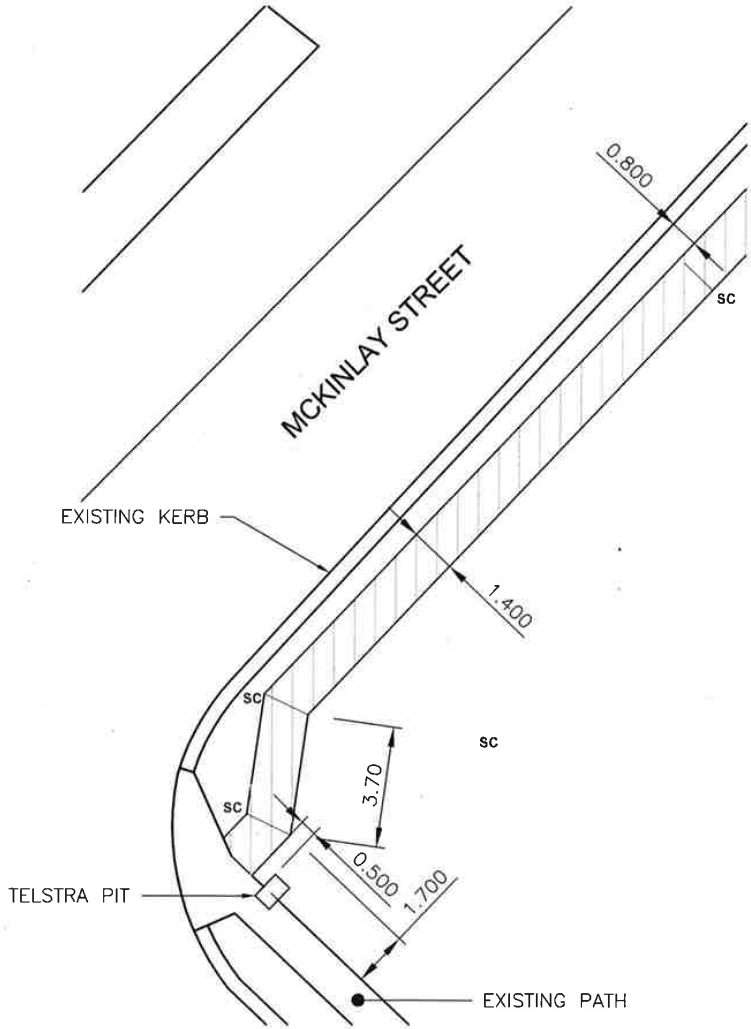 0.800
sc
MCKINLAY STREET
EXISTING KERB
1.400
sc
sc
3.70
sc
0.500
1.700
TELSTRA PIT
EXISTING PATH